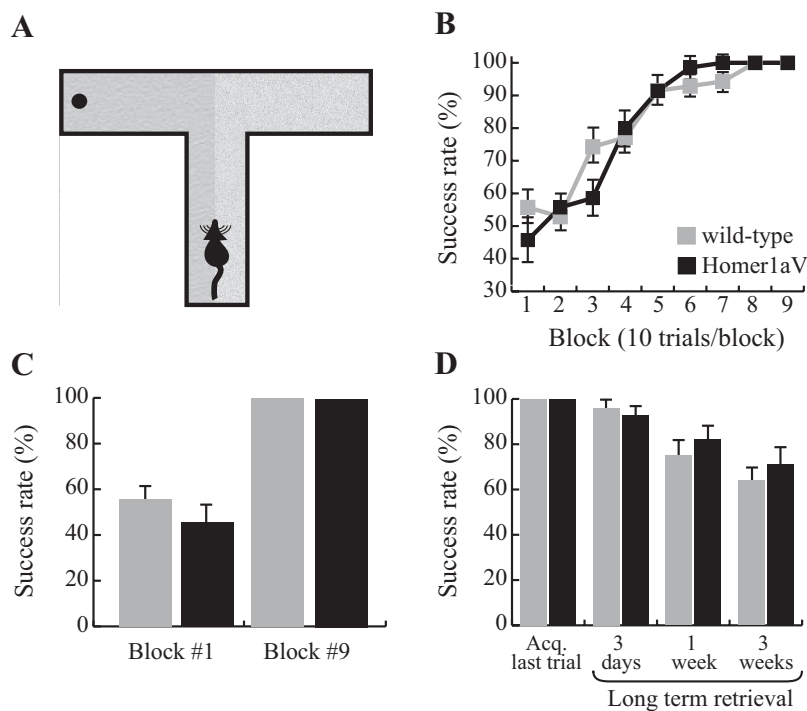 A
B
Success rate (%)
100
90
80
70
60
50
40
30
wild-type
Homer1aV
1 2 3 4 5 6 7 8 9
Block (10 trials/block)
C
Success rate (%)
100
80
60
40
20
0
Block #1 Block #9
D
Success rate (%)
100
80
60
40
20
0
Acq. 3 1 3
last trial days week weeks
Long term retrieval